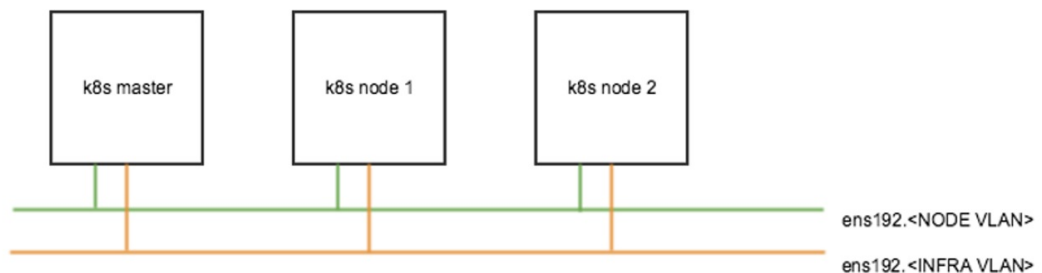 k8s master
k8s node 1
k8s node 2
ens192.<NODE VLAN>
ens192.<INFRA VLAN>